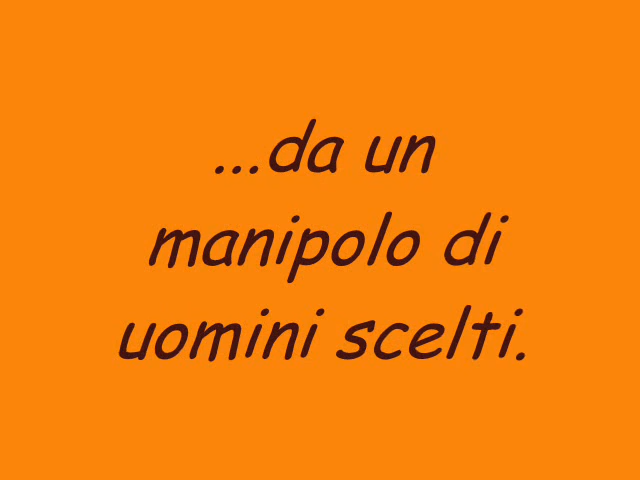 ...da un
manipolo di
uomini scelti.